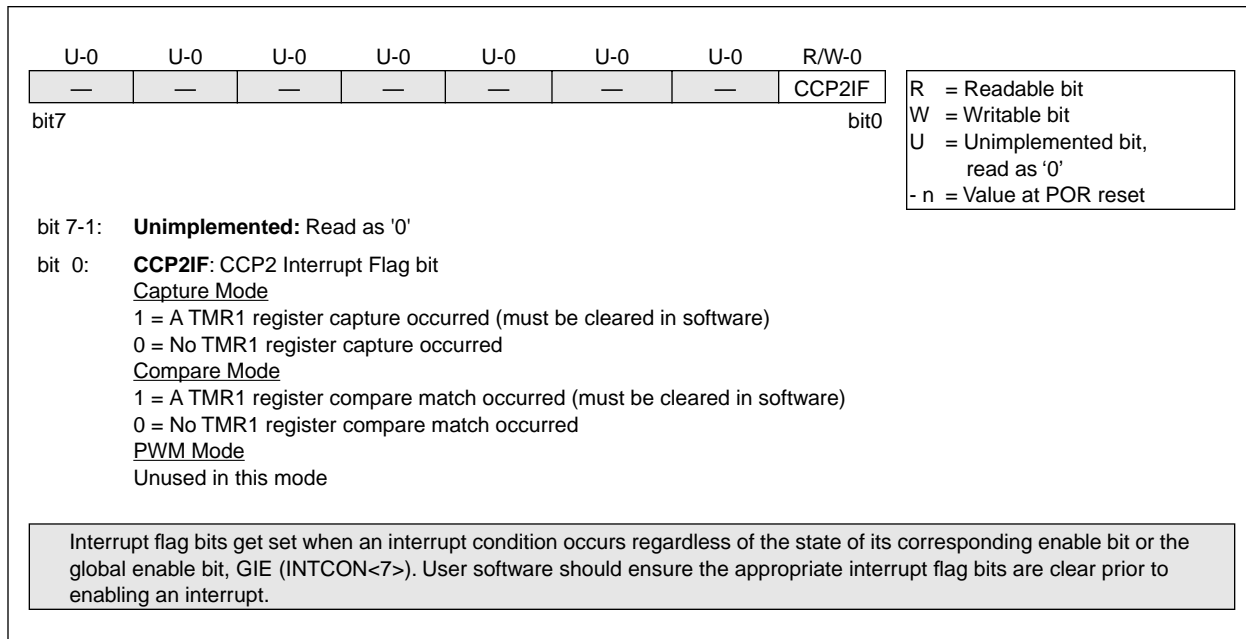 U-0 U-0 U-0 U-0 U-0 U-0 U-0 R/W-0
— — — — — — — CCP2IF
bit7 bit0
R = Readable bit
W = Writable bit
U = Unimplemented bit,
read as ‘0’
- n = Value at POR reset
bit 7-1: Unimplemented: Read as '0'
bit 0: CCP2IF: CCP2 Interrupt Flag bit
Capture Mode
1 = A TMR1 register capture occurred (must be cleared in software)
0 = No TMR1 register capture occurred
Compare Mode
1 = A TMR1 register compare match occurred (must be cleared in software)
0 = No TMR1 register compare match occurred
PWM Mode
Unused in this mode
Interrupt flag bits get set when an interrupt condition occurs regardless of the state of its corresponding enable bit or the
global enable bit, GIE (INTCON<7>). User software should ensure the appropriate interrupt flag bits are clear prior to
enabling an interrupt.